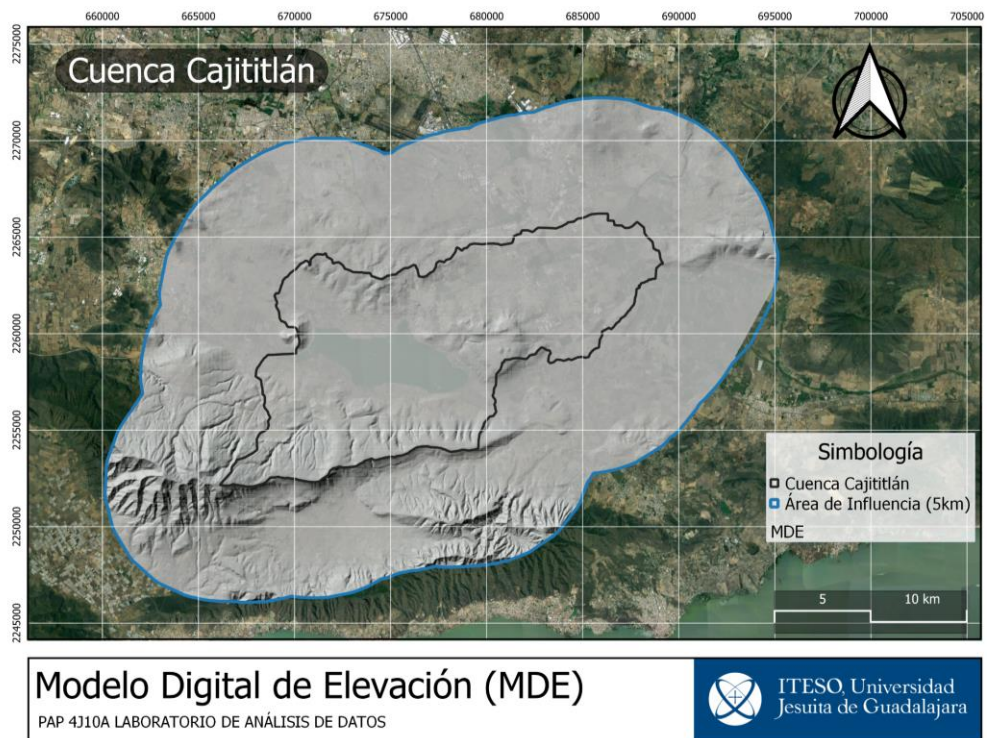 660000 665000 670000 675000 680000 685000 690000 695000 700000 705000
2275000
2270000
2265000
2260000
2255000
2250000
2245000
Cuenca Cajititlán
Simbología
Cuenca Cajititlán
Área de Influencia (5km)
MDE
5 10 km
Modelo Digital de Elevación (MDE)
PAP 4J10A LABORATORIO DE ANÁLISIS DE DATOS
ITESO, Universidad
Jesuita de Guadalajara